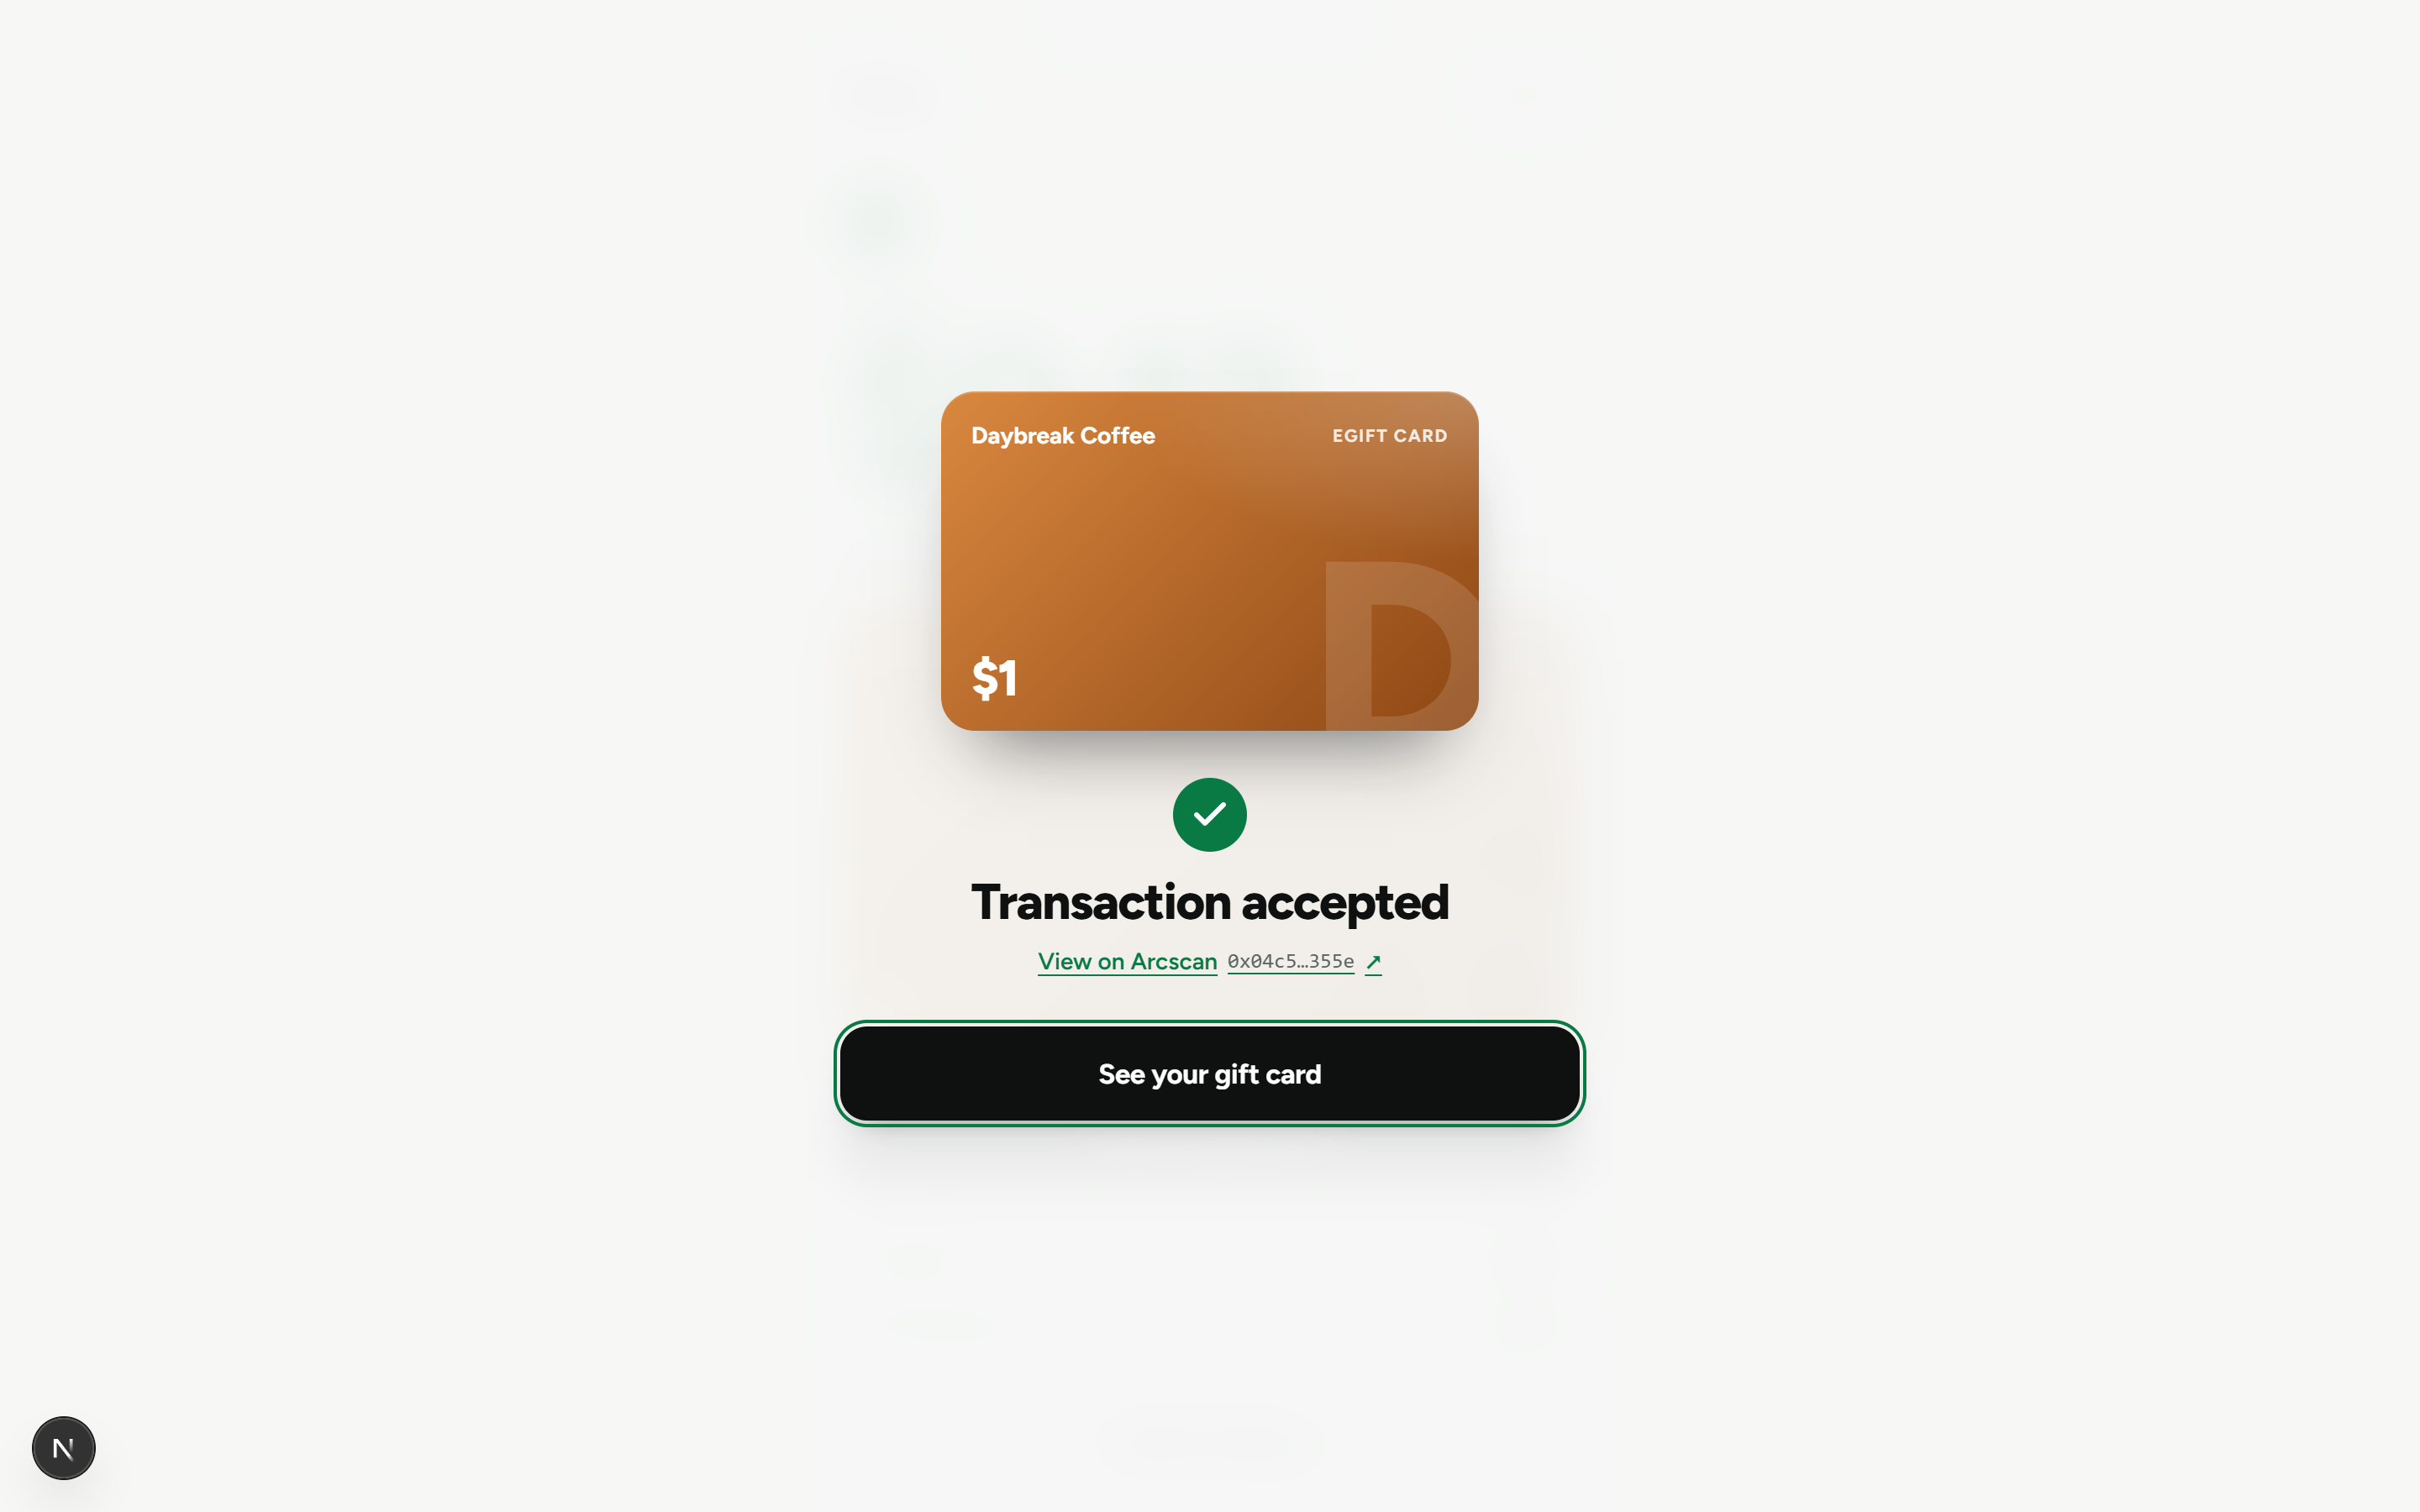 Daybreak Coffee
EGIFT CARD
D
$1
Transaction accepted
View on Arcscan 0x04c5…355e ↗
See your gift card
N